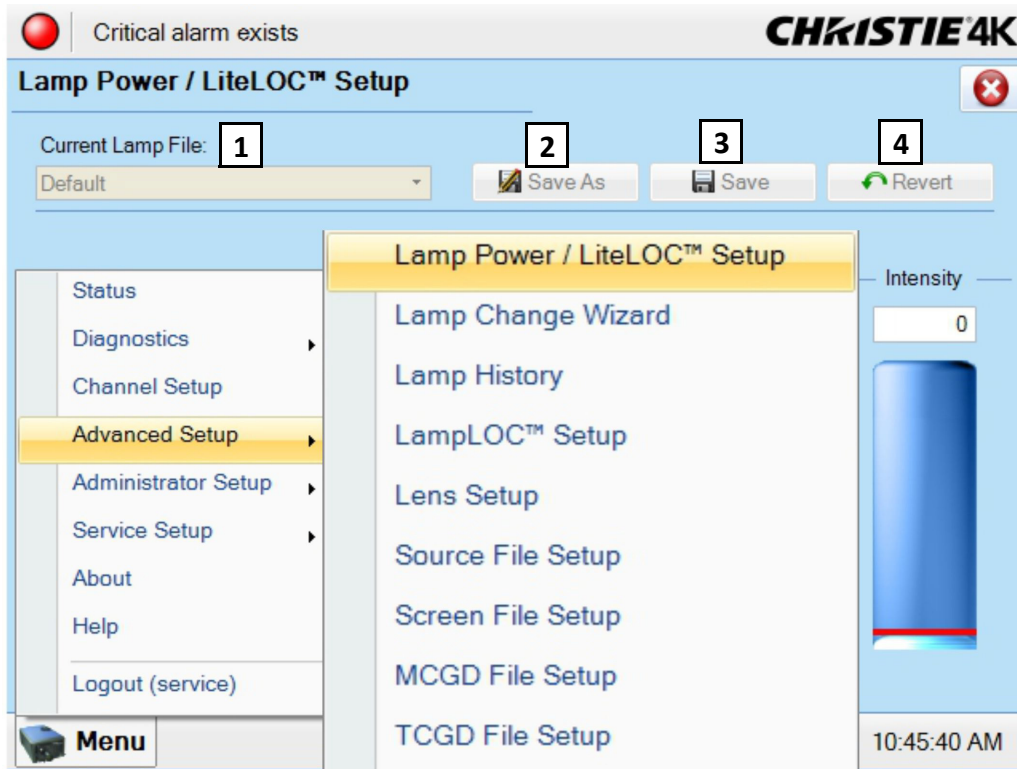 Critical alarm exists
CHRISTIE 4K
Lamp Power / LiteLOC™ Setup
Current Lamp File:
1
2
3
4
Default
Save As
Save
Revert
Lamp Power / LiteLOC™ Setup
Lamp Change Wizard
Lamp History
LampLOC™ Setup
Lens Setup
Source File Setup
Screen File Setup
MCGD File Setup
TCGD File Setup
Status
Diagnostics
Channel Setup
Advanced Setup
Administrator Setup
Service Setup
About
Help
Logout (service)
Intensity
0
Menu
10:45:40 AM